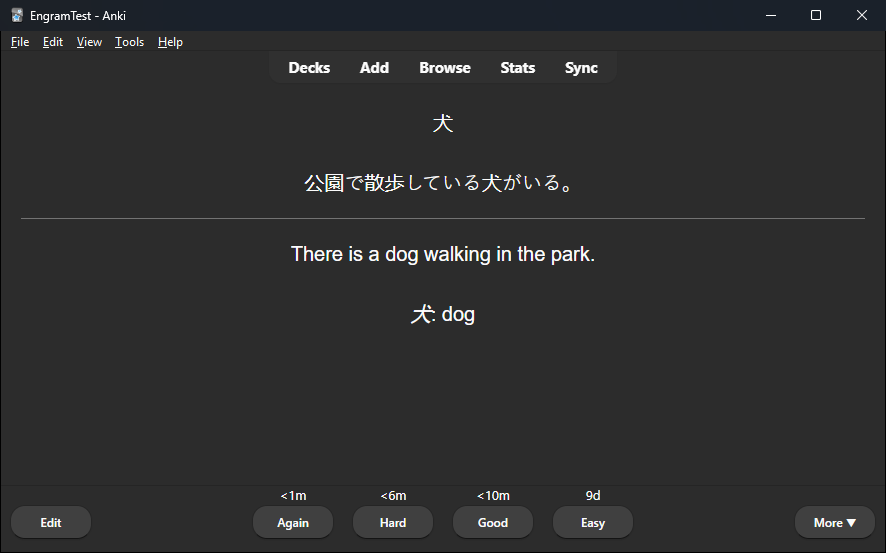 EngramTest - Anki
File Edit View Tools Help
Decks Add Browse Stats Sync
犬
公園で散歩している犬がいる。
There is a dog walking in the park.
犬: dog
<1m <6m <10m 9d
Edit Again Hard Good Easy More ▼